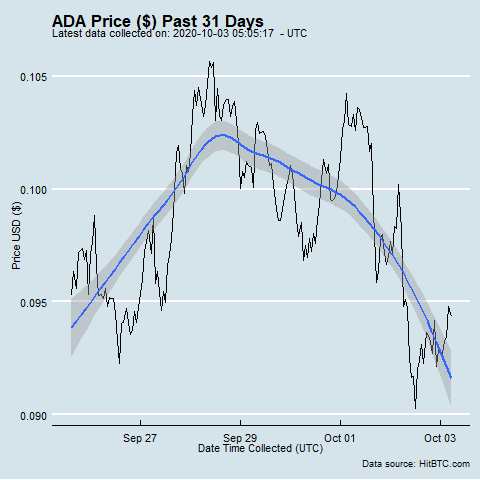 ADA Price ($) Past 31 Days
Latest data collected on: 2020-10-03 05:05:17 - UTC
0.105
0.100
0.095
0.090
Price USD ($)
Sep 27
Sep 29
Oct 01
Oct 03
Date Time Collected (UTC)
Data source: HitBTC.com